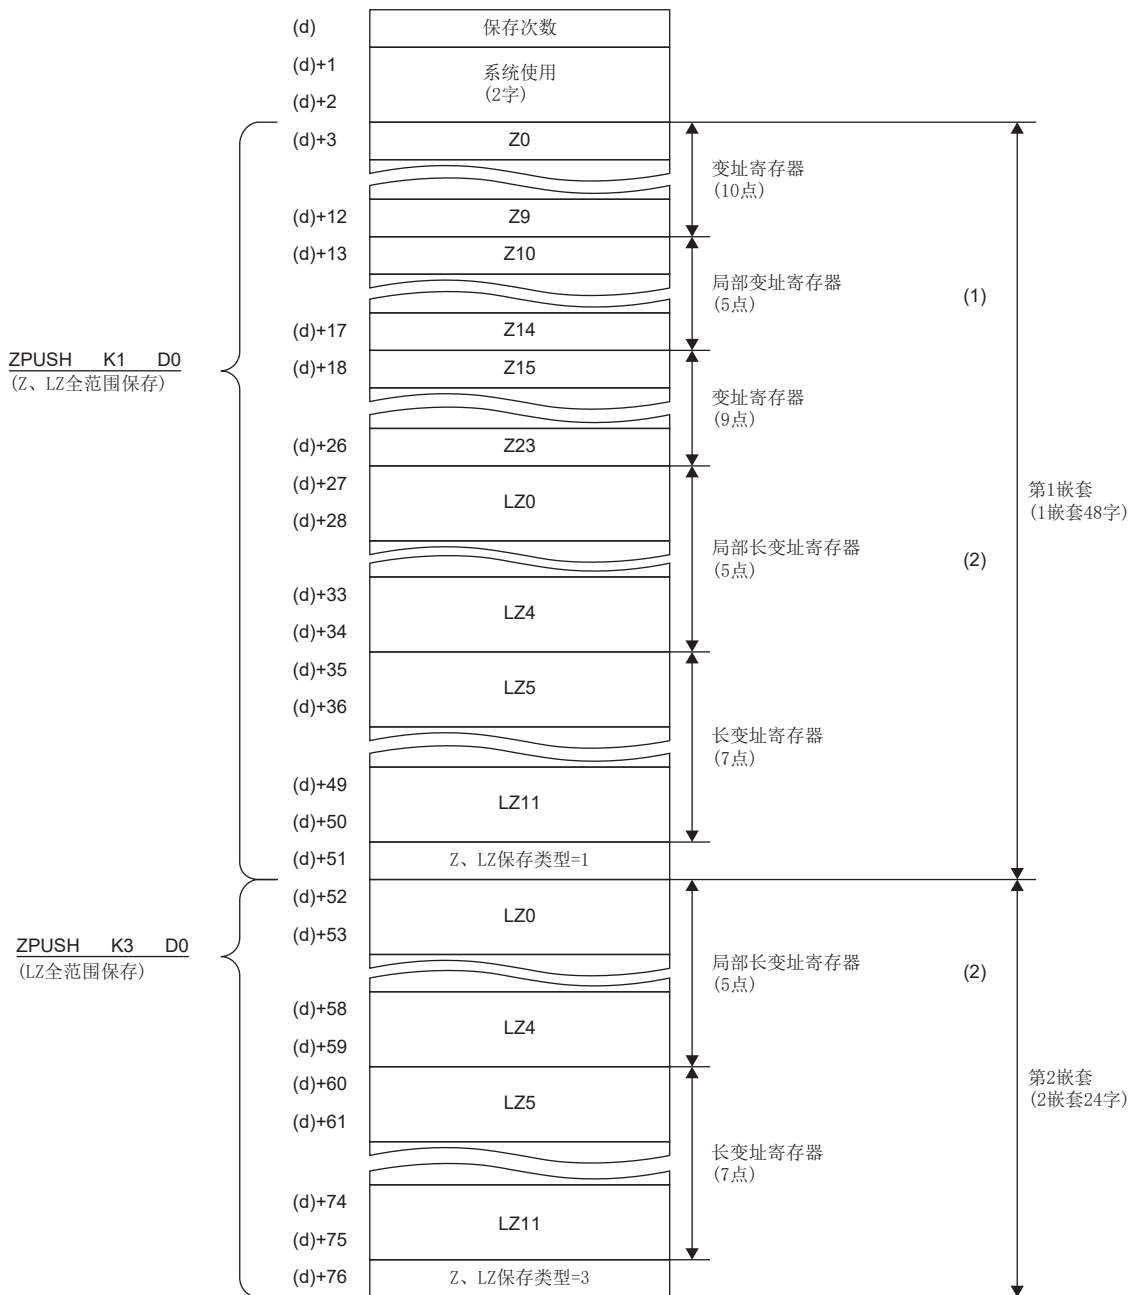 (d) 保存次数
(d)+1
系统使用
(2字)
(d)+2
(d)+3 Z0
变址寄存器
(10点)
(d)+12 Z9
(d)+13 Z10
局部变址寄存器
(5点)
(1)
(d)+17 Z14
ZPUSH K1 D0
(Z、LZ全范围保存)
(d)+18 Z15
变址寄存器
(9点)
(d)+26 Z23
(d)+27
LZ0
(d)+28
第1嵌套
(1嵌套48字)
局部长变址寄存器
(5点)
(2)
(d)+33
LZ4
(d)+34
(d)+35
LZ5
(d)+36
长变址寄存器
(7点)
(d)+49
LZ11
(d)+50
(d)+51 Z、LZ保存类型=1
(d)+52
LZ0
(d)+53
ZPUSH K3 D0
(LZ全范围保存)
局部长变址寄存器
(5点)
(2)
(d)+58
LZ4
(d)+59
(d)+60
LZ5
(d)+61
第2嵌套
(2嵌套24字)
长变址寄存器
(7点)
(d)+74
LZ11
(d)+75
(d)+76 Z、LZ保存类型=3